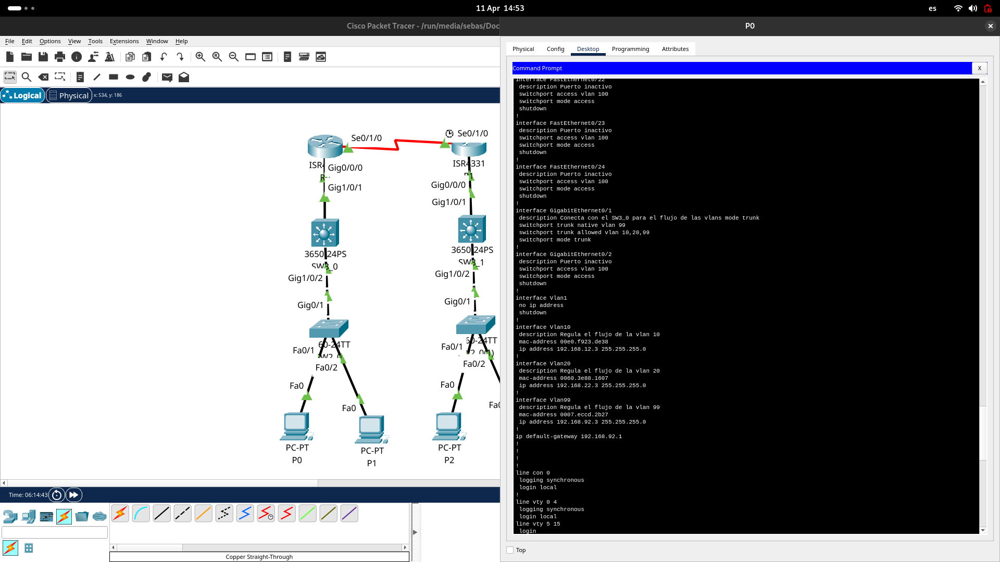 11 Apr 14:53
es
Cisco Packet Tracer - /run/media/sebas/Doc
P0
File Edit Options View Tools Extensions Window Help
Physical Config Desktop Programming Attributes
Command Prompt
X
Logical
Physical
x: 534, y: 186
Se0/1/0
Se0/1/0
Gig0/0/0
ISR4331
Gig1/0/1
Gig0/0/0
Gig1/0/1
3650-24PS
SW3_0
3650-24PS
SW3_1
Gig1/0/2
Gig1/0/2
Gig0/1
Gig0/1
60-24TT
60-24TT
Fa0/1
Fa0/1
Fa0/2
Fa0/2
Fa0
Fa0
Fa0
PC-PT
P0
PC-PT
P1
PC-PT
P2
interface FastEthernet0/22
description Puerto inactivo
switchport access vlan 100
switchport mode access
shutdown
!
interface FastEthernet0/23
description Puerto inactivo
switchport access vlan 100
switchport mode access
shutdown
!
interface FastEthernet0/24
description Puerto inactivo
switchport access vlan 100
switchport mode access
shutdown
!
interface GigabitEthernet0/1
description Conecta con el SW3_0 para el flujo de las vlans mode trunk
switchport trunk native vlan 99
switchport trunk allowed vlan 10,20,99
switchport mode trunk
!
interface GigabitEthernet0/2
description Puerto inactivo
switchport access vlan 100
switchport mode access
shutdown
!
interface Vlan1
no ip address
shutdown
!
interface Vlan10
description Regula el flujo de la vlan 10
mac-address 00e0.f923.de38
ip address 192.168.12.3 255.255.255.0
!
interface Vlan20
description Regula el flujo de la vlan 20
mac-address 0060.3e88.1607
ip address 192.168.22.3 255.255.255.0
!
interface Vlan99
description Regula el flujo de la vlan 99
mac-address 0007.eccd.2b27
ip address 192.168.92.3 255.255.255.0
!
ip default-gateway 192.168.92.1
!
!
!
!
line con 0
logging synchronous
login local
!
line vty 0 4
logging synchronous
login local
line vty 5 15
login
Time: 06:14:43
Copper Straight-Through
Top